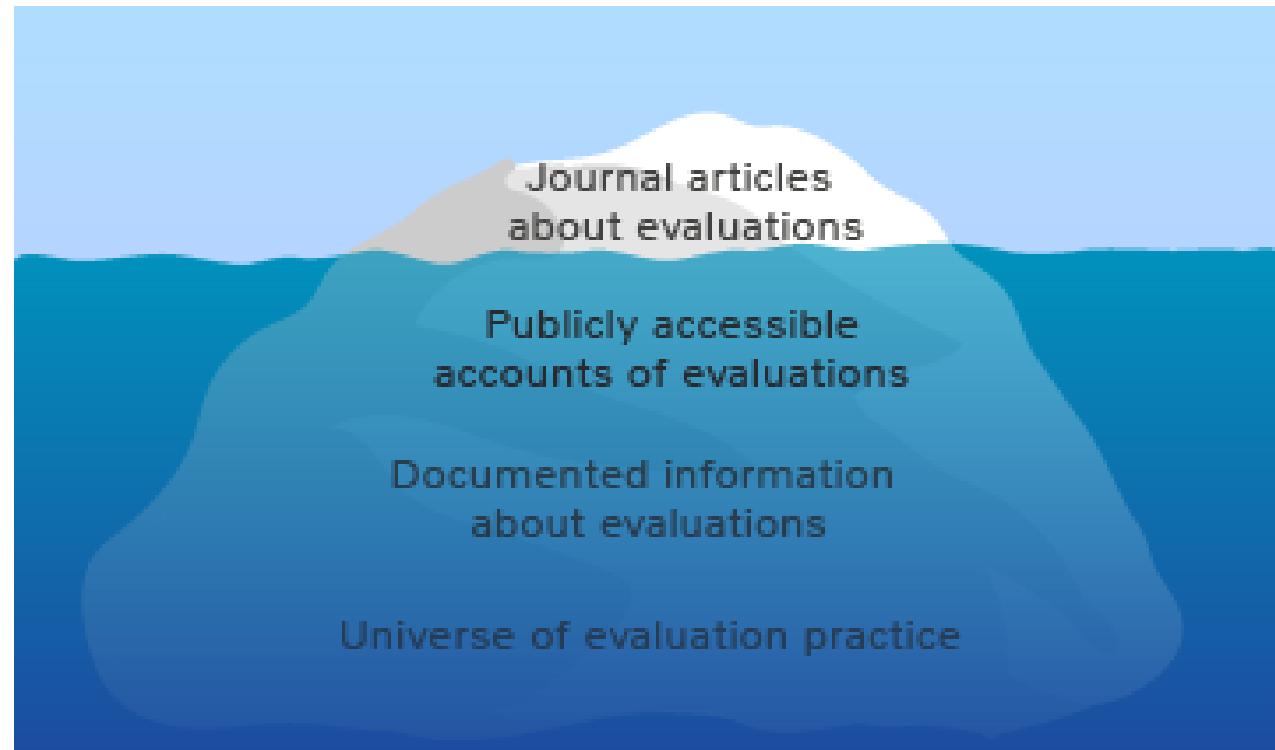 Journal articles
about evaluations
Publicly accessible
accounts of evaluations
Documented information
about evaluations
Universe of evaluation practice